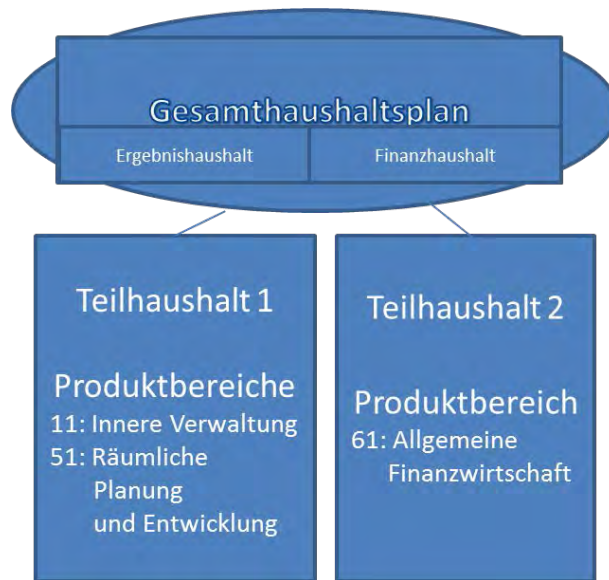 Gesamthaushaltsplan
Ergebnishaushalt
Finanzhaushalt
Teilhaushalt 1
Produktbereiche
11: Innere Verwaltung
51: Räumliche
Planung
und Entwicklung
Teilhaushalt 2
Produktbereich
61: Allgemeine
Finanzwirtschaft